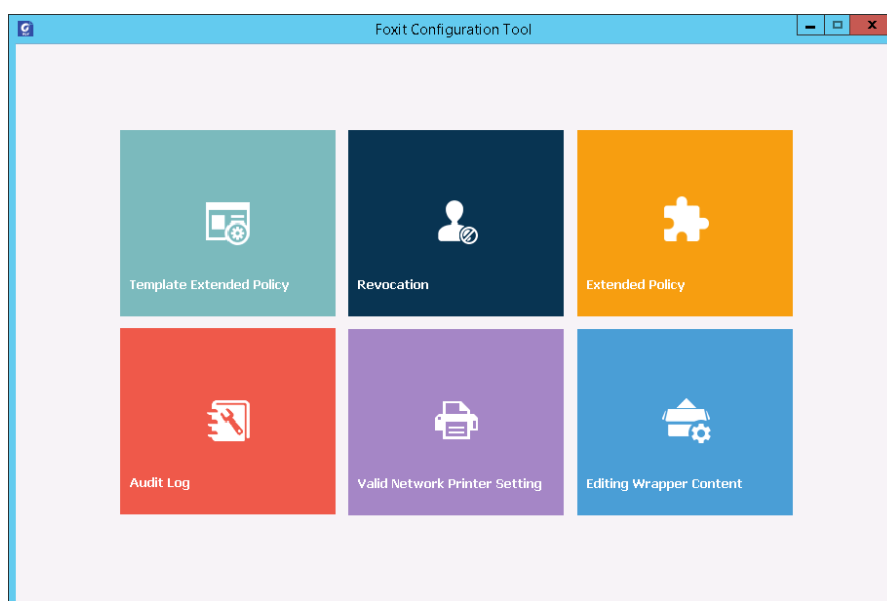 Foxit Configuration Tool
Template Extended Policy
Revocation
Extended Policy
Audit Log
Valid Network Printer Setting
Editing Wrapper Content